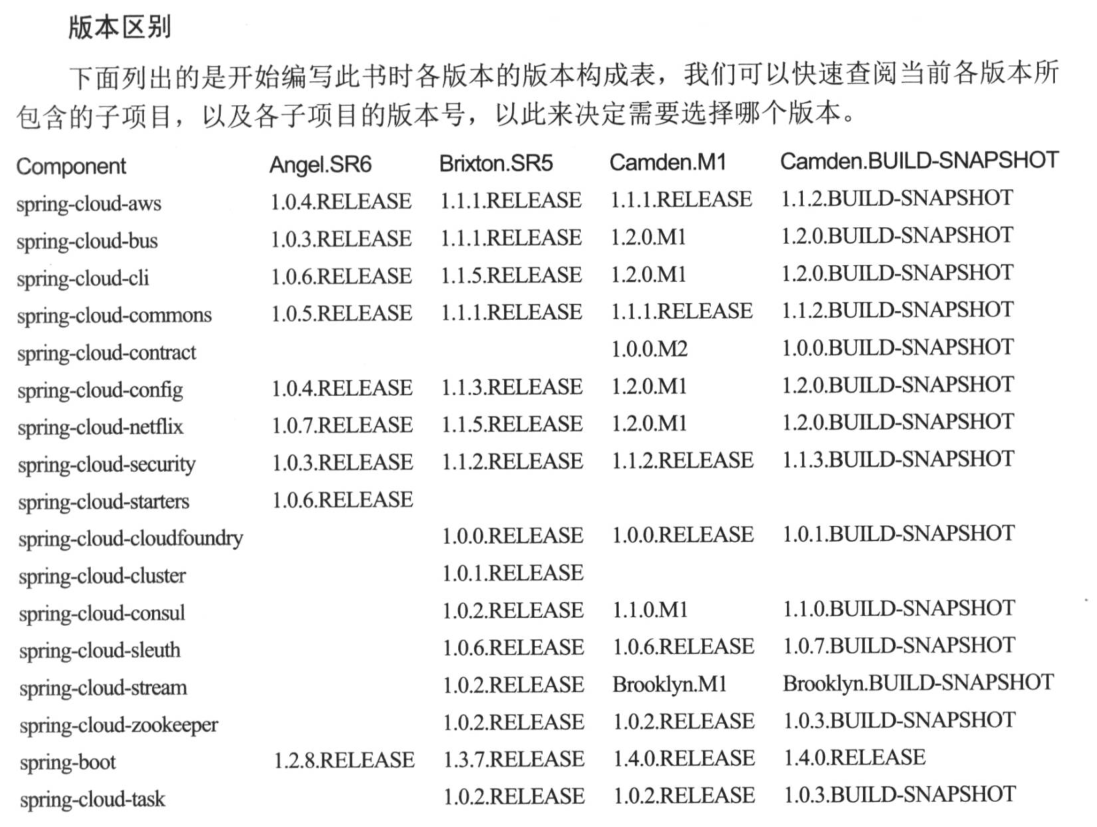 版本区别
下面列出的是开始编写此书时各版本的版本构成表，我们可以快速查阅当前各版本所
包含的子项目，以及各子项目的版本号，以此来决定需要选择哪个版本。
Component Angel.SR6 Brixton.SR5 Camden.M1 Camden.BUILD-SNAPSHOT
spring-cloud-aws 1.0.4.RELEASE 1.1.1.RELEASE 1.1.1.RELEASE 1.1.2.BUILD-SNAPSHOT
spring-cloud-bus 1.0.3.RELEASE 1.1.1.RELEASE 1.2.0.M1 1.2.0.BUILD-SNAPSHOT
spring-cloud-cli 1.0.6.RELEASE 1.1.5.RELEASE 1.2.0.M1 1.2.0.BUILD-SNAPSHOT
spring-cloud-commons 1.0.5.RELEASE 1.1.1.RELEASE 1.1.1.RELEASE 1.1.2.BUILD-SNAPSHOT
spring-cloud-contract 1.0.0.M2 1.0.0.BUILD-SNAPSHOT
spring-cloud-config 1.0.4.RELEASE 1.1.3.RELEASE 1.2.0.M1 1.2.0.BUILD-SNAPSHOT
spring-cloud-netflix 1.0.7.RELEASE 1.1.5.RELEASE 1.2.0.M1 1.2.0.BUILD-SNAPSHOT
spring-cloud-security 1.0.3.RELEASE 1.1.2.RELEASE 1.1.2.RELEASE 1.1.3.BUILD-SNAPSHOT
spring-cloud-starters 1.0.6.RELEASE
spring-cloud-cloudfoundry 1.0.0.RELEASE 1.0.0.RELEASE 1.0.1.BUILD-SNAPSHOT
spring-cloud-cluster 1.0.1.RELEASE
spring-cloud-consul 1.0.2.RELEASE 1.1.0.M1 1.1.0.BUILD-SNAPSHOT
spring-cloud-sleuth 1.0.6.RELEASE 1.0.6.RELEASE 1.0.7.BUILD-SNAPSHOT
spring-cloud-stream 1.0.2.RELEASE Brooklyn.M1 Brooklyn.BUILD-SNAPSHOT
spring-cloud-zookeeper 1.0.2.RELEASE 1.0.2.RELEASE 1.0.3.BUILD-SNAPSHOT
spring-boot 1.2.8.RELEASE 1.3.7.RELEASE 1.4.0.RELEASE 1.4.0.RELEASE
spring-cloud-task 1.0.2.RELEASE 1.0.2.RELEASE 1.0.3.BUILD-SNAPSHOT